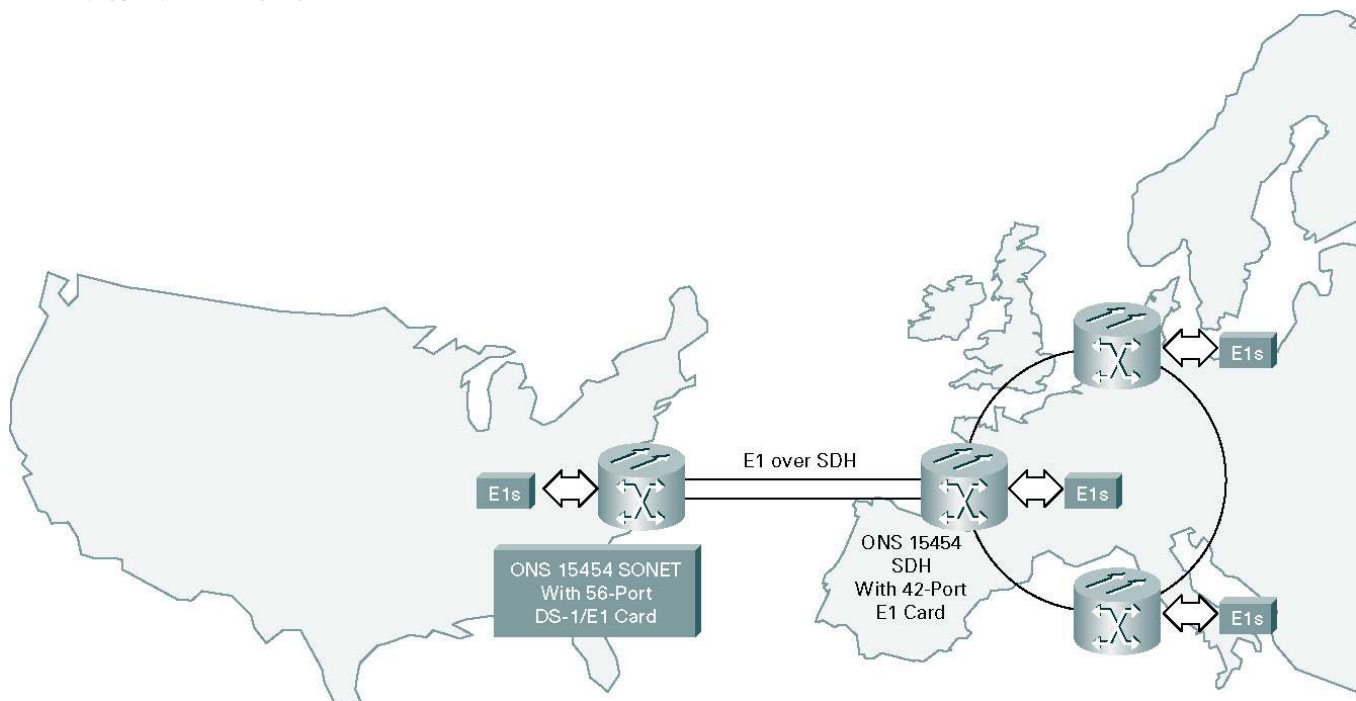 E1s
E1 over SDH
E1s
E1s
ONS 15454 SONET
With 56-Port
DS-1/E1 Card
ONS 15454
SDH
With 42-Port
E1 Card
E1s